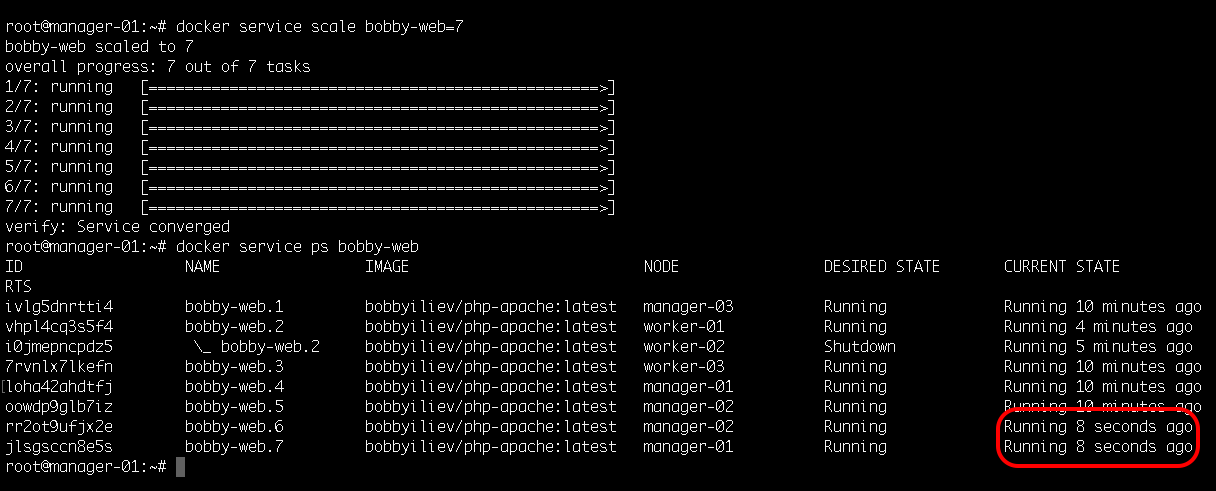 root@manager-01:~# docker service scale bobby-web=7
bobby-web scaled to 7
overall progress: 7 out of 7 tasks
1/7: running   [==================================================>]
2/7: running   [==================================================>]
3/7: running   [==================================================>]
4/7: running   [==================================================>]
5/7: running   [==================================================>]
6/7: running   [==================================================>]
7/7: running   [==================================================>]
verify: Service converged
root@manager-01:~# docker service ps bobby-web
ID                  NAME                IMAGE                          NODE                DESIRED STATE       CURRENT STATE
RTS
ivlg5dnrtti4        bobby-web.1         bobbyiliev/php-apache:latest   manager-03          Running             Running 10 minutes ago
vhpl4cq3s5f4        bobby-web.2         bobbyiliev/php-apache:latest   worker-01           Running             Running 4 minutes ago
i0jmepncpdz5         \_ bobby-web.2     bobbyiliev/php-apache:latest   worker-02           Shutdown            Running 5 minutes ago
7rvnlx7lkefn        bobby-web.3         bobbyiliev/php-apache:latest   worker-03           Running             Running 10 minutes ago
loha42ahdtfj        bobby-web.4         bobbyiliev/php-apache:latest   manager-01          Running             Running 10 minutes ago
oowdp9glb7iz        bobby-web.5         bobbyiliev/php-apache:latest   manager-02          Running             Running 10 minutes ago
rr2ot9ufjx2e        bobby-web.6         bobbyiliev/php-apache:latest   manager-02          Running             Running 8 seconds ago
jlsgsccn8e5s        bobby-web.7         bobbyiliev/php-apache:latest   manager-01          Running             Running 8 seconds ago
root@manager-01:~#